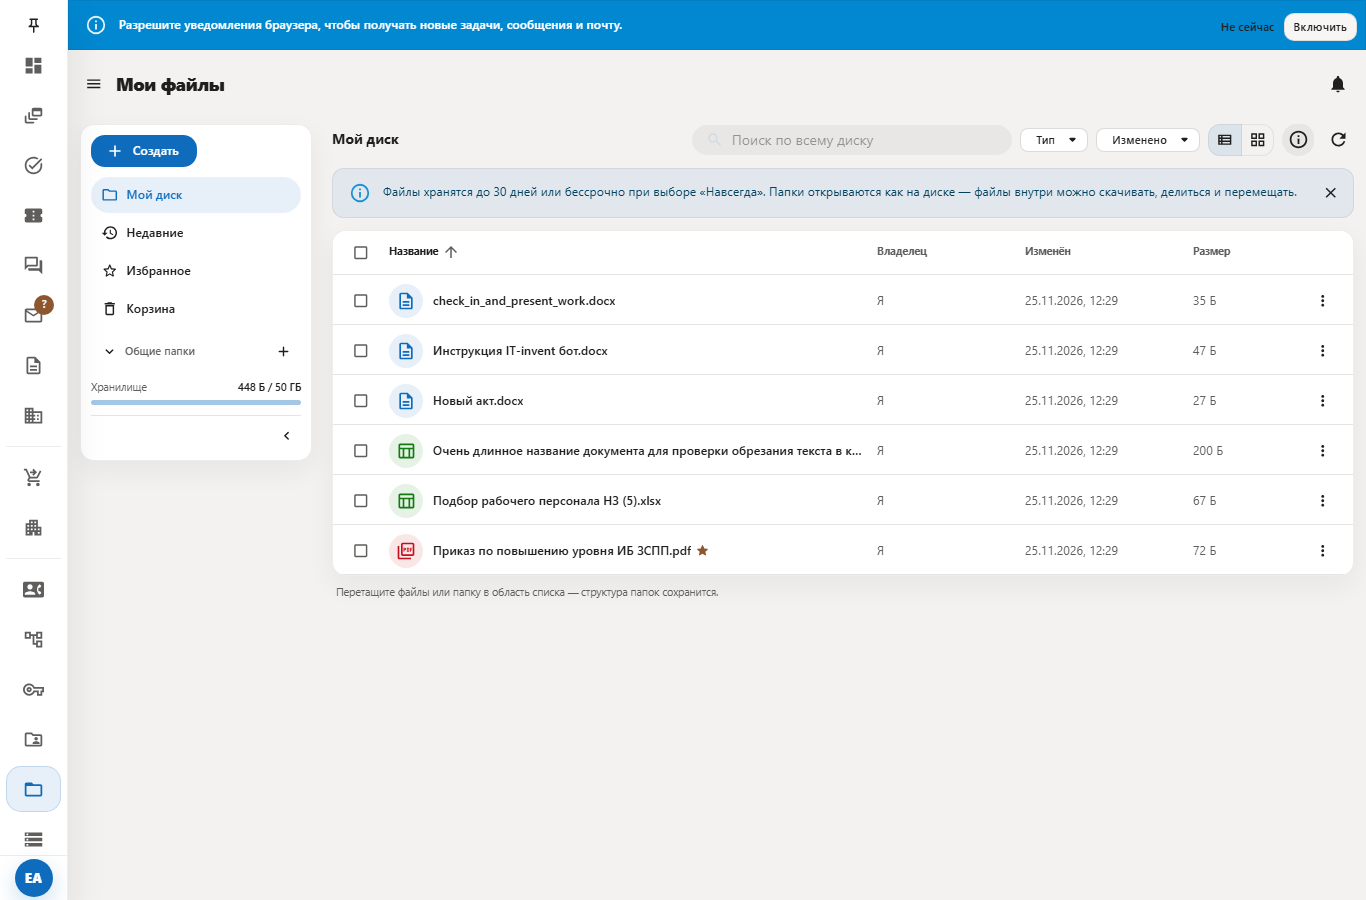 Разрешите уведомления браузера, чтобы получать новые задачи, сообщения и почту.
Не сейчас
Включить
Мои файлы
Создать
Мой диск
Недавние
Избранное
Корзина
Общие папки
Хранилище
448 Б / 50 ГБ
?
EA
Мой диск
Поиск по всему диску
Тип
Изменено
Файлы хранятся до 30 дней или бессрочно при выборе «Навсегда». Папки открываются как на диске — файлы внутри можно скачивать, делиться и перемещать.
Название
Владелец
Изменён
Размер
check_in_and_present_work.docx
Я
25.11.2026, 12:29
35 Б
Инструкция IT-invent бот.docx
Я
25.11.2026, 12:29
47 Б
Новый акт.docx
Я
25.11.2026, 12:29
27 Б
Очень длинное название документа для проверки обрезания текста в к...
Я
25.11.2026, 12:29
200 Б
Подбор рабочего персонала НЗ (5).xlsx
Я
25.11.2026, 12:29
67 Б
PDF
Приказ по повышению уровня ИБ ЗСПП.pdf
Я
25.11.2026, 12:29
72 Б
Перетащите файлы или папку в область списка — структура папок сохранится.